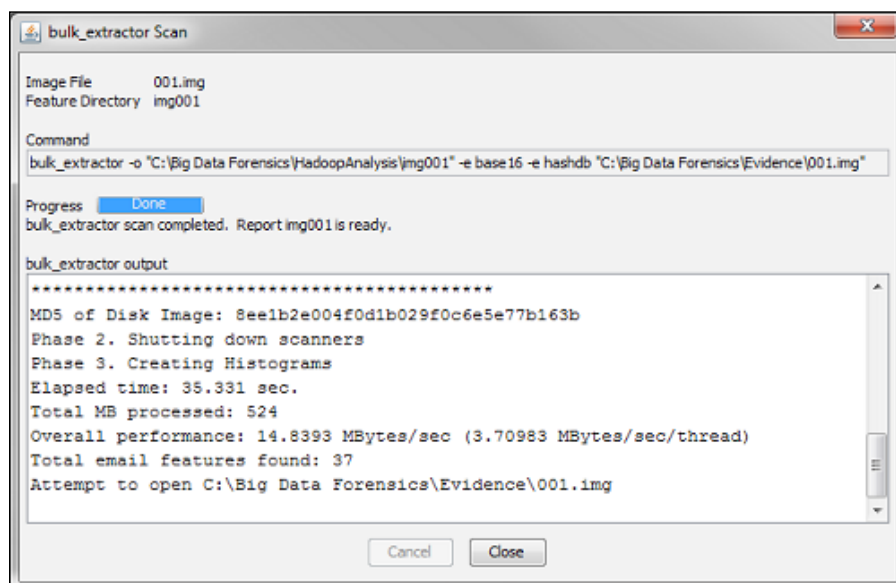 bulk_extractor Scan
Image File 001.img
Feature Directory img001
Command
bulk_extractor -o "C:\Big Data Forensics\HadoopAnalysis\img001" -e base16 -e hashdb "C:\Big Data Forensics\Evidence\001.img"
Progress Done
bulk_extractor scan completed. Report img001 is ready.
bulk_extractor output
********************************************
MD5 of Disk Image: 8ee1b2e004f0d1b029f0c6e5e77b163b
Phase 2. Shutting down scanners
Phase 3. Creating Histograms
Elapsed time: 35.331 sec.
Total MB processed: 524
Overall performance: 14.8393 MBytes/sec (3.70983 MBytes/sec/thread)
Total email features found: 37
Attempt to open C:\Big Data Forensics\Evidence\001.img
Cancel Close